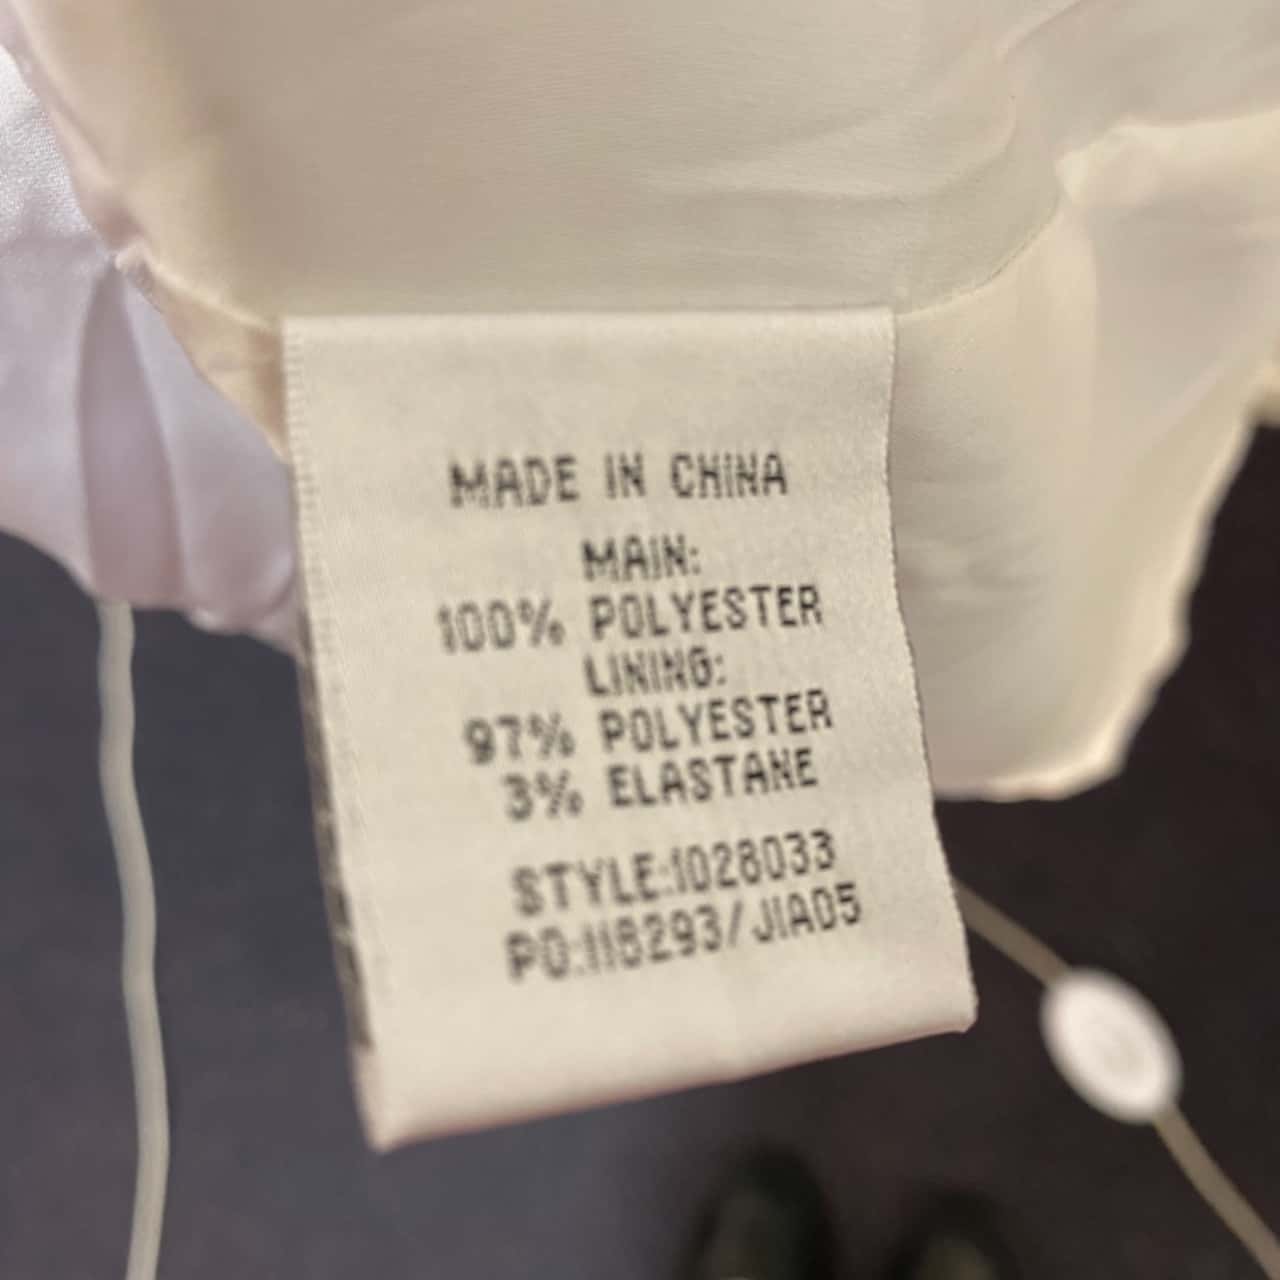 MADE IN CHINA
MAIN:
100% POLYESTER
LINING:
97% POLYESTER
3% ELASTANE
STYLE:1028033
PO:118293/JIA05